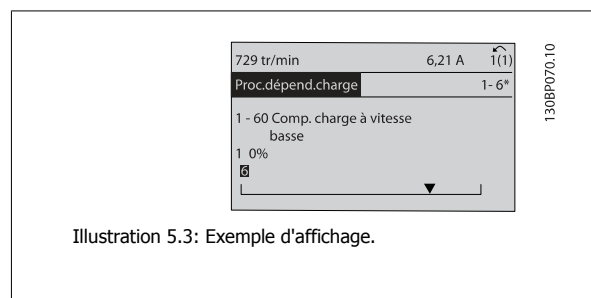 729 tr/min 6,21 A 1(1)
Proc.dépend.charge 1- 6*
1 - 60 Comp. charge à vitesse
basse
1 0%
6
130BP070.10
Illustration 5.3: Exemple d'affichage.